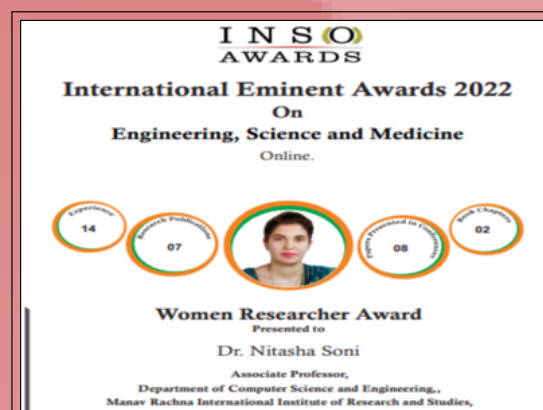 INSO
AWARDS
International Eminent Awards 2022
On
Engineering, Science and Medicine
Online.
Experience
14
Research Publications
07
Papers Presented in Conferences
08
Book Chapters
02
Women Researcher Award
Presented to
Dr. Nitasha Soni
Associate Professor,
Department of Computer Science and Engineering,,
Manav Rachna International Institute of Research and Studies,